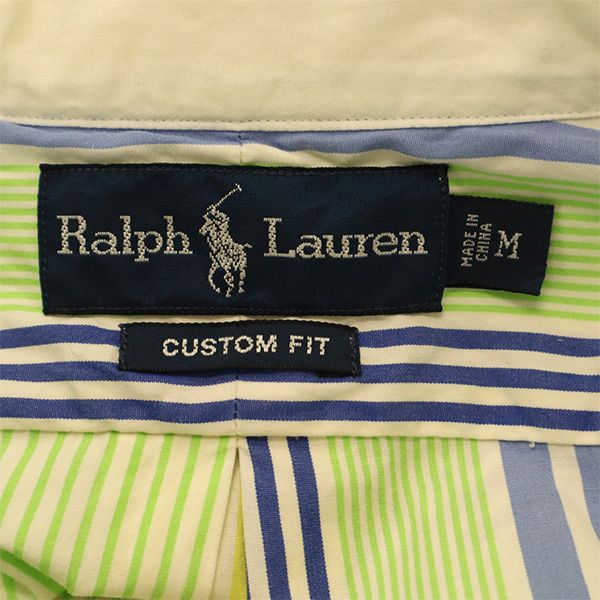 Ralph Lauren
MADE IN
CHINA
M
CUSTOM FIT